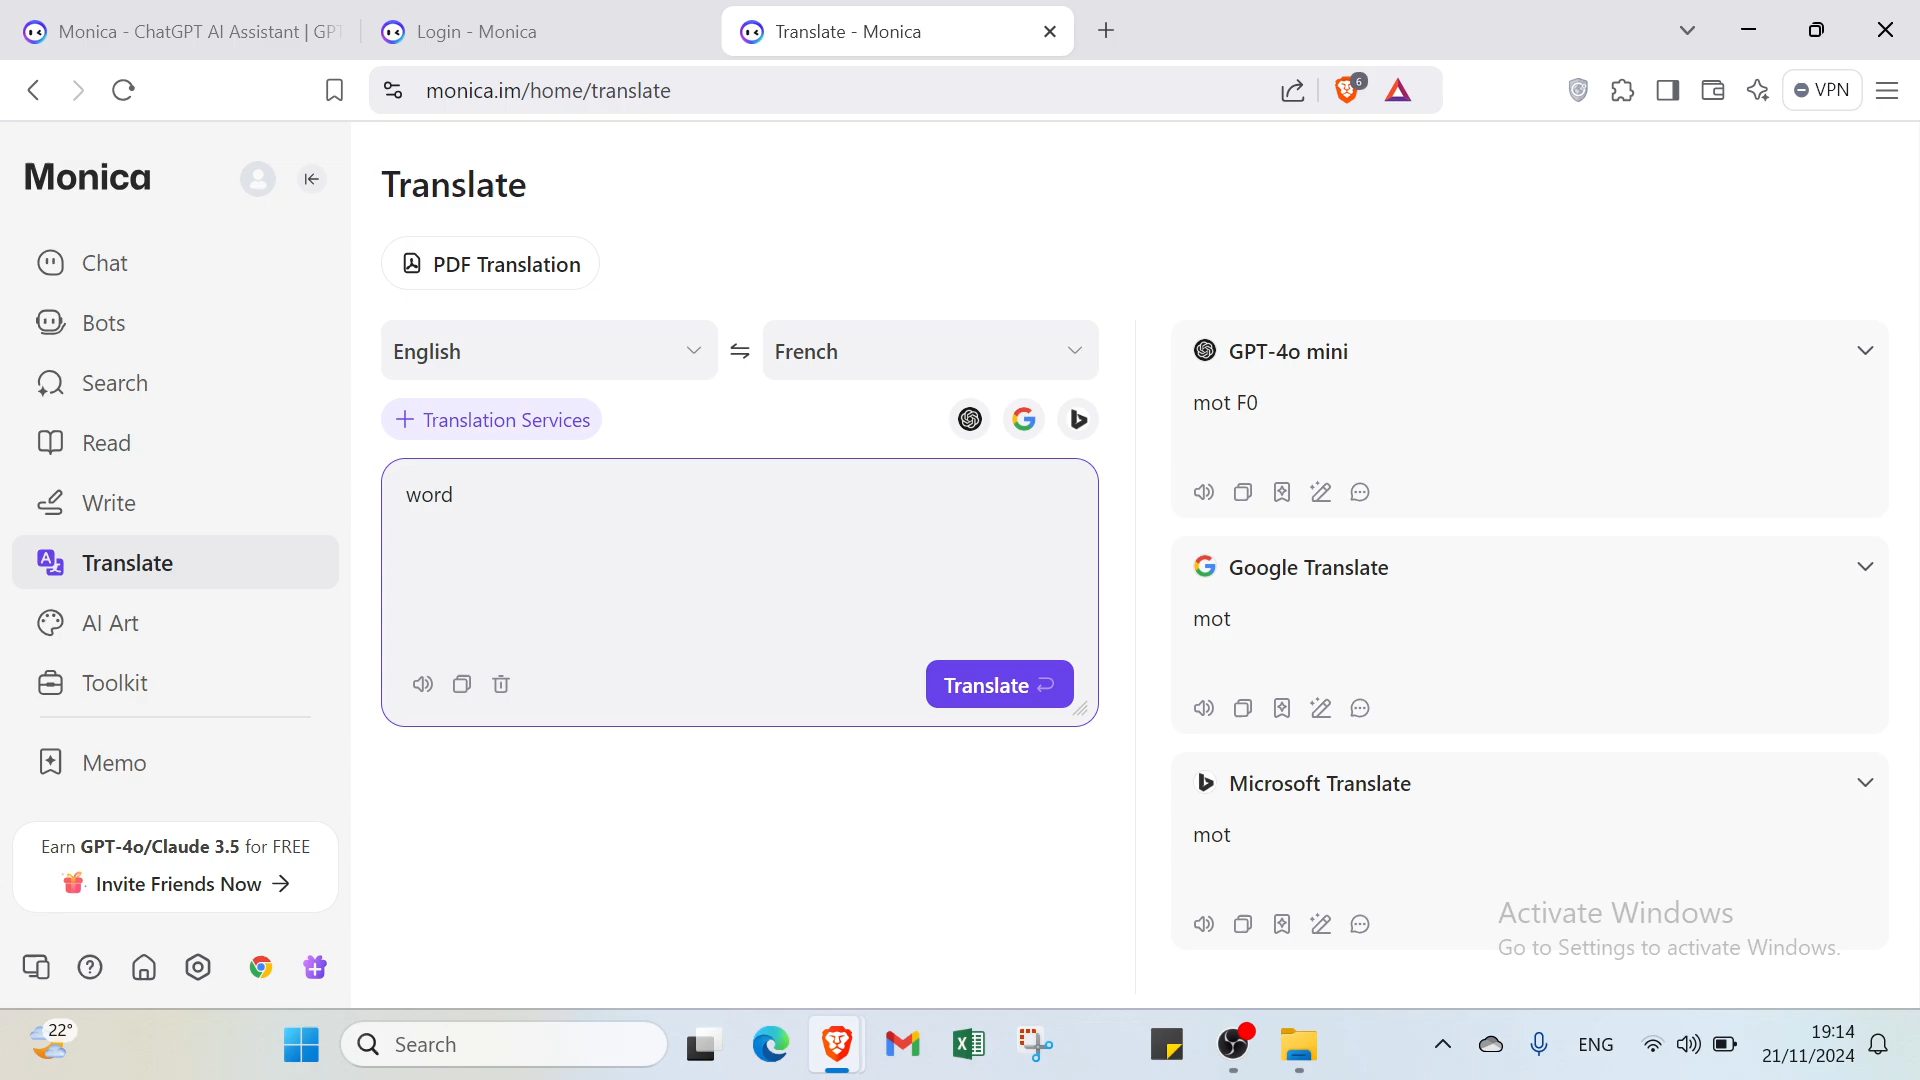 Monica - ChatGPT AI Assistant | GPT
Login - Monica
Translate - Monica
monica.im/home/translate
6
VPN
Monica
Chat
Bots
Search
Read
Write
Translate
AI Art
Toolkit
Memo
Earn GPT-4o/Claude 3.5 for FREE
Invite Friends Now →
Translate
PDF Translation
English
French
+ Translation Services
word
Translate
GPT-4o mini
mot F0
Google Translate
mot
Microsoft Translate
mot
Activate Windows
Go to Settings to activate Windows.
22°
Search
ENG
19:14
21/11/2024